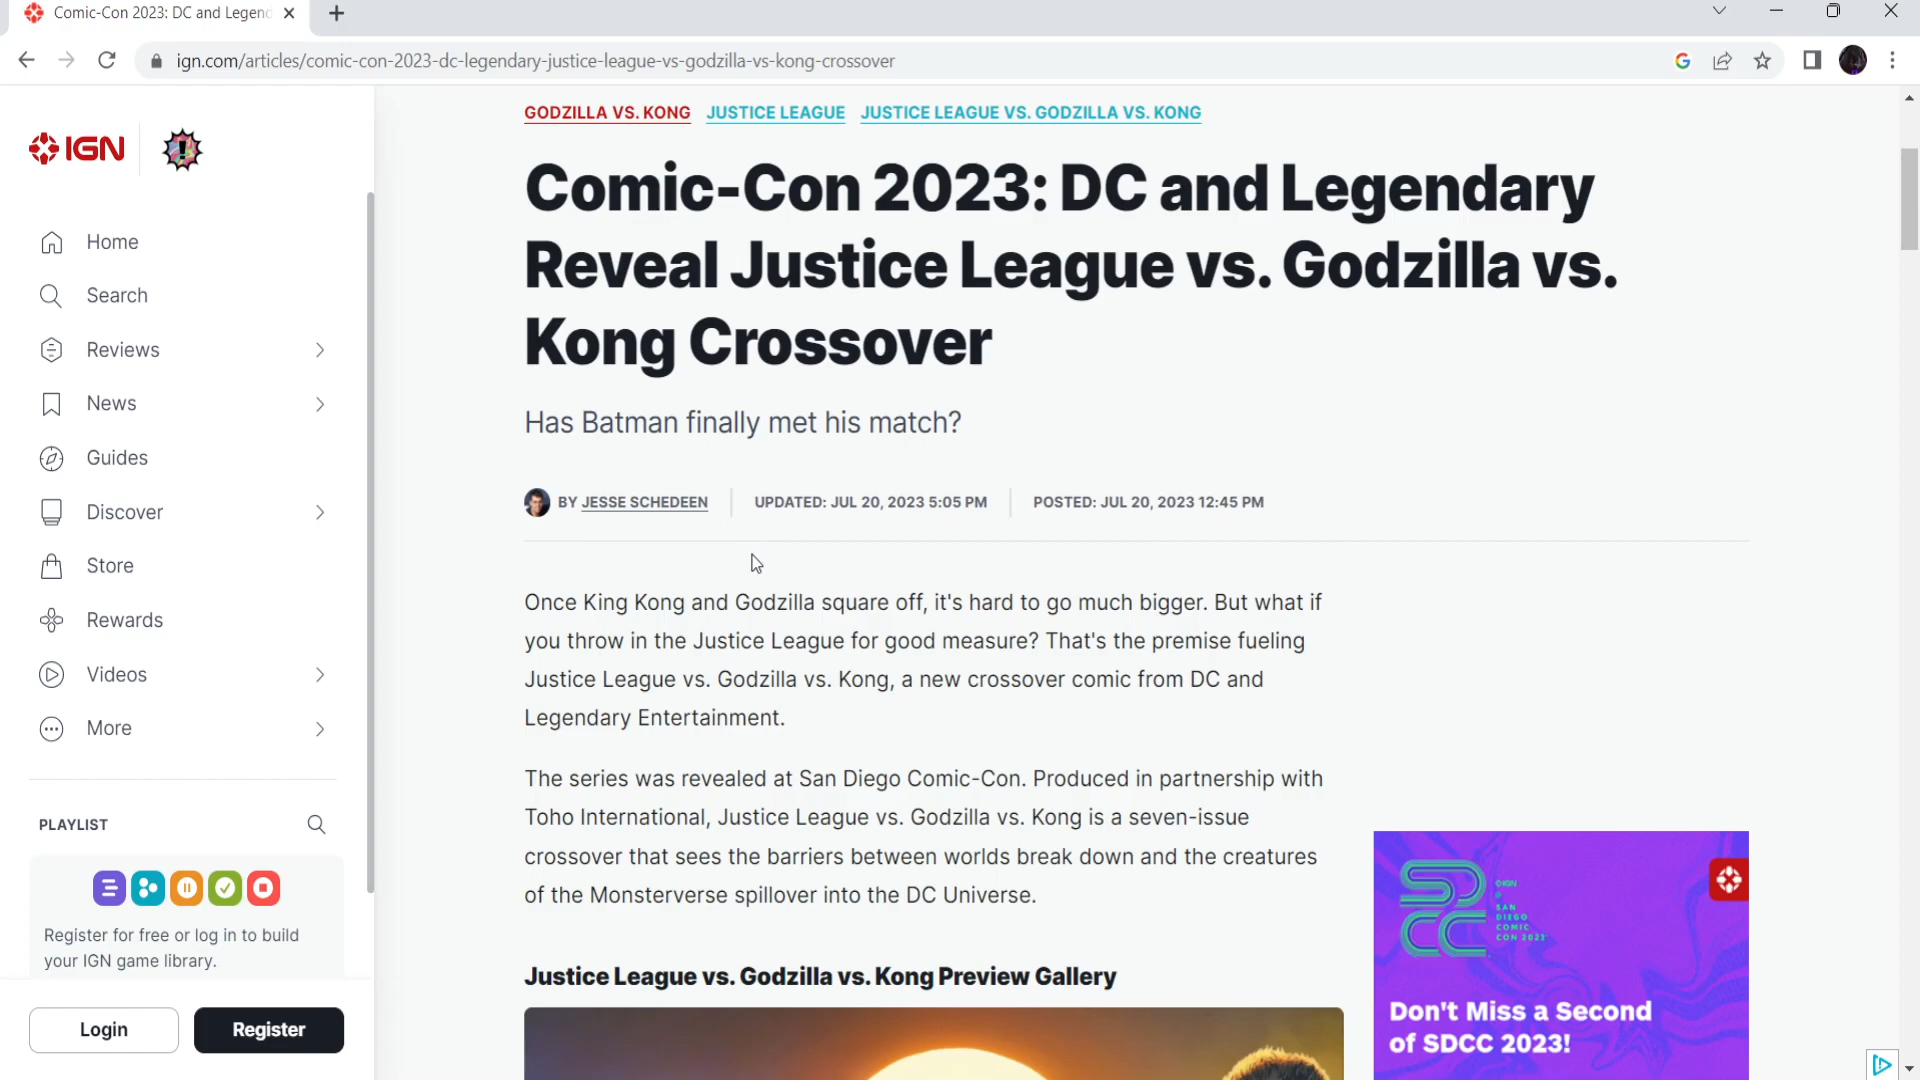 Comic-Con 2023: DC and Legend
ign.com/articles/comic-con-2023-dc-legendary-justice-league-vs-godzilla-vs-kong-crossover
IGN
Home
Search
Reviews
News
Guides
Discover
Store
Rewards
Videos
More
PLAYLIST
Register for free or log in to build
your IGN game library.
Login
Register
GODZILLA VS. KONG JUSTICE LEAGUE JUSTICE LEAGUE VS. GODZILLA VS. KONG
Comic-Con 2023: DC and Legendary
Reveal Justice League vs. Godzilla vs.
Kong Crossover
Has Batman finally met his match?
BY JESSE SCHEDEEN UPDATED: JUL 20, 2023 5:05 PM POSTED: JUL 20, 2023 12:45 PM
Once King Kong and Godzilla square off, it's hard to go much bigger. But what if
you throw in the Justice League for good measure? That's the premise fueling
Justice League vs. Godzilla vs. Kong, a new crossover comic from DC and
Legendary Entertainment.
The series was revealed at San Diego Comic-Con. Produced in partnership with
Toho International, Justice League vs. Godzilla vs. Kong is a seven-issue
crossover that sees the barriers between worlds break down and the creatures
of the Monsterverse spillover into the DC Universe.
Justice League vs. Godzilla vs. Kong Preview Gallery
SDCC
IGN
@
SAN
DIEGO
COMIC
CON 2023
Don't Miss a Second
of SDCC 2023!